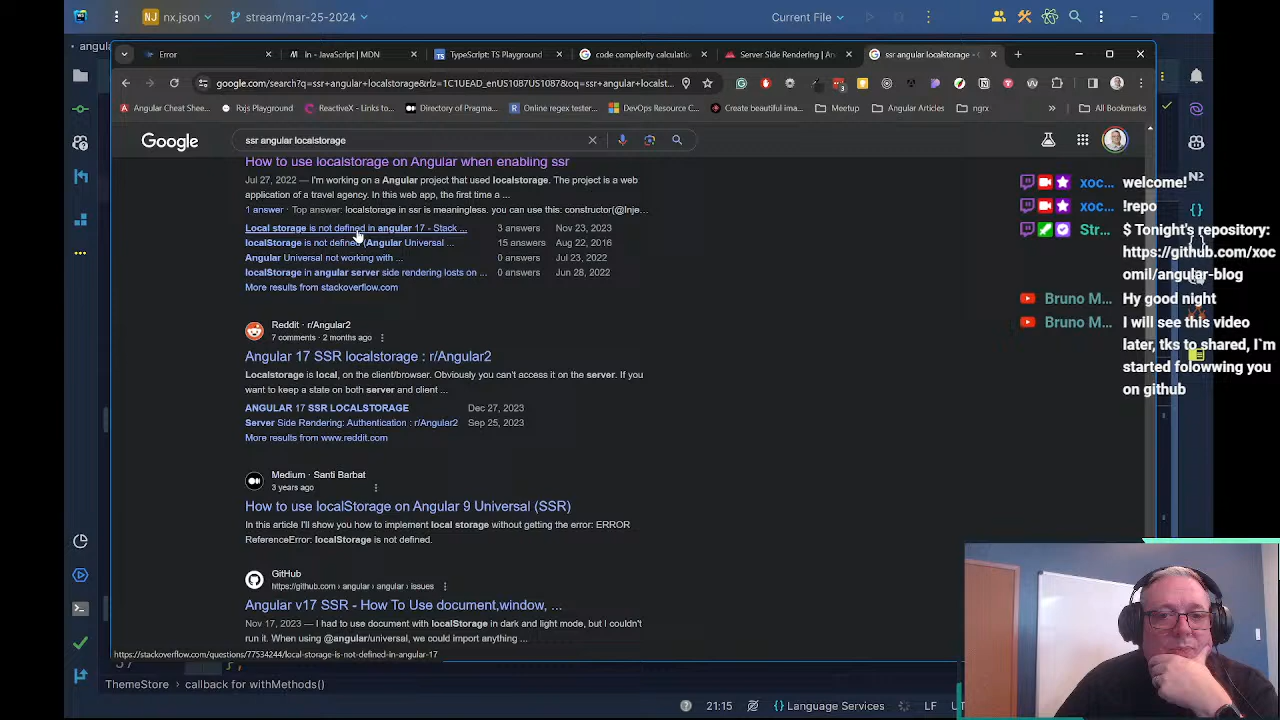 NJ nx.json
stream/mar-25-2024
Current File
angula
Error
In - JavaScript | MDN
TypeScript: TS Playground
code complexity calculatio
Server Side Rendering | An
ssr angular localstorage -
google.com/search?q=ssr+angular+localstorage&rlz=1C1UEAD_enUS1087US1087&oq=ssr+angular+local
Angular Cheat Shee...
Rxjs Playground
ReactiveX - Links to...
Directory of Pragma...
Online regex tester...
DevOps Resource C...
Create beautiful ima...
Meetup
Angular Articles
ngrx
All Bookmarks
Google
ssr angular localstorage
How to use localstorage on Angular when enabling ssr
Jul 27, 2022 — I'm working on a Angular project that used localstorage. The project is a web
application of a travel agency. In this web app, the first time a ...
1 answer · Top answer: localstorage in ssr is meaningless. you can use this: constructor(@Inje...
Local storage is not defined in angular 17 - Stack ... 3 answers Nov 23, 2023
localStorage is not defined (Angular Universal ... 15 answers Aug 22, 2016
Angular Universal not working with ... 0 answers Jul 23, 2022
localStorage in angular server side rendering losts on ... 0 answers Jun 28, 2022
More results from stackoverflow.com
Reddit · r/Angular2
7 comments · 2 months ago
Angular 17 SSR localstorage : r/Angular2
Localstorage is local, on the client/browser. Obviously you can't access it on the server. If you
want to keep a state on both server and client ...
ANGULAR 17 SSR LOCALSTORAGE Dec 27, 2023
Server Side Rendering: Authentication : r/Angular2 Sep 25, 2023
More results from www.reddit.com
Medium · Santi Barbat
3 years ago
How to use localStorage on Angular 9 Universal (SSR)
In this article I'll show you how to implement local storage without getting the error: ERROR
ReferenceError: localStorage is not defined.
GitHub
https://github.com › angular › angular › issues
Angular v17 SSR - How To Use document,window, ...
Nov 17, 2023 — I had to use document with localStorage in dark and light mode, but I couldn't
run it. When using @angular/universal, we could import anything ...
https://stackoverflow.com/questions/77534244/local-storage-is-not-defined-in-angular-17
xoc... welcome!
xoc... !repo
Str... $ Tonight's repository:
https://github.com/xoc
omil/angular-blog
Bruno M... Hy good night
Bruno M... I will see this video
later, tks to shared, I`m
started folowwing you
on github
ThemeStore > callback for withMethods()
21:15
Language Services
LF